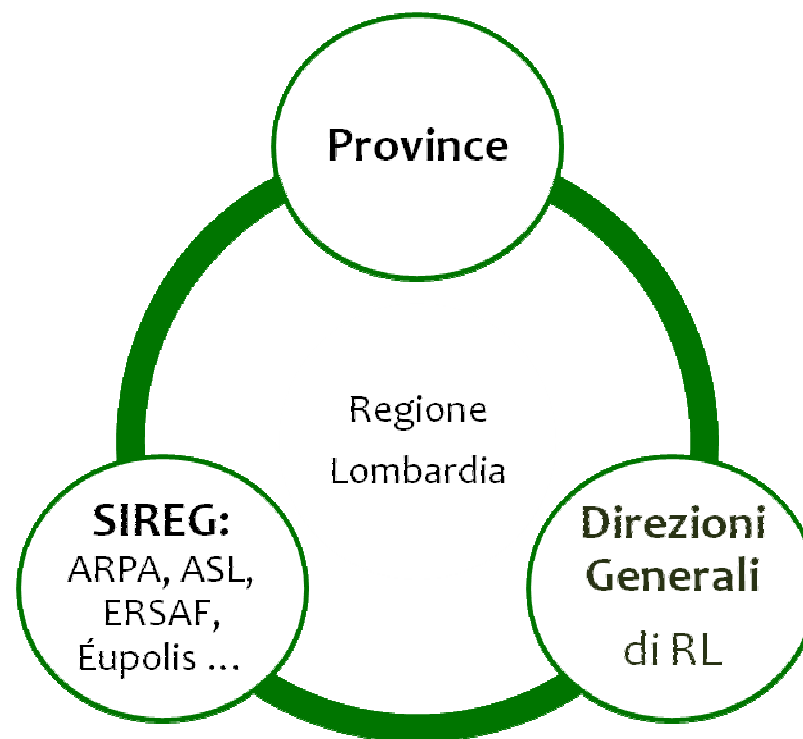 Province
Regione
Lombardia
SIREG:
ARPA, ASL,
ERSAF,
Éupolis ...
Direzioni
Generali
di RL